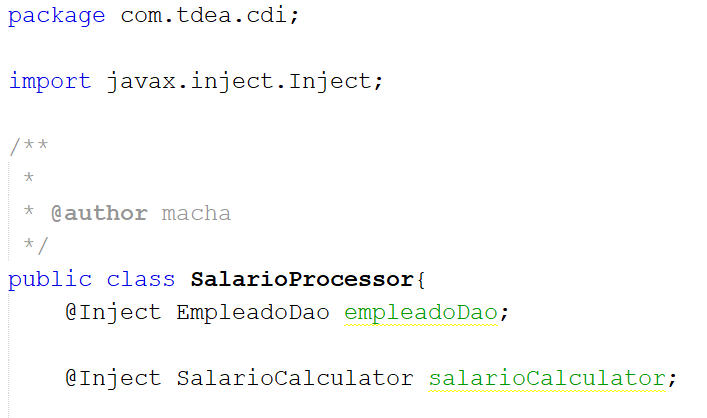 package com.tdea.cdi;
import javax.inject.Inject;
/**
 *
 * @author macha
 */
public class SalarioProcessor{
    @Inject EmpleadoDao empleadoDao;
    @Inject SalarioCalculator salarioCalculator;